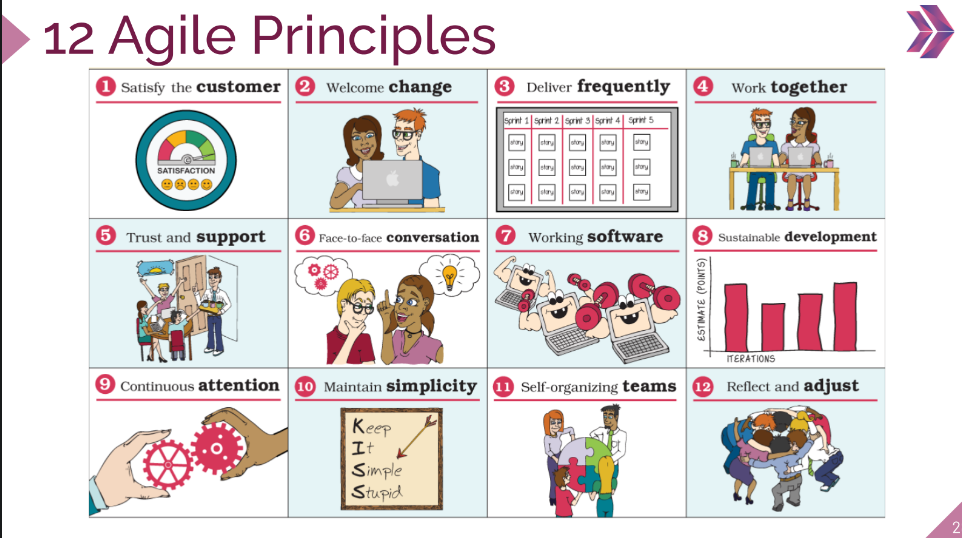 12 Agile Principles
1 Satisfy the customer
2 Welcome change
3 Deliver frequently
4 Work together
SATISFACTION
Sprint 1 Sprint 2 Sprint 3 Sprint 4 Sprint 5
story story story story story
story story story story story
story story story story story
5 Trust and support
6 Face-to-face conversation
7 Working software
8 Sustainable development
ESTIMATE (POINTS)
ITERATIONS
9 Continuous attention
10 Maintain simplicity
11 Self-organizing teams
12 Reflect and adjust
Keep
It
Simple
Stupid
2